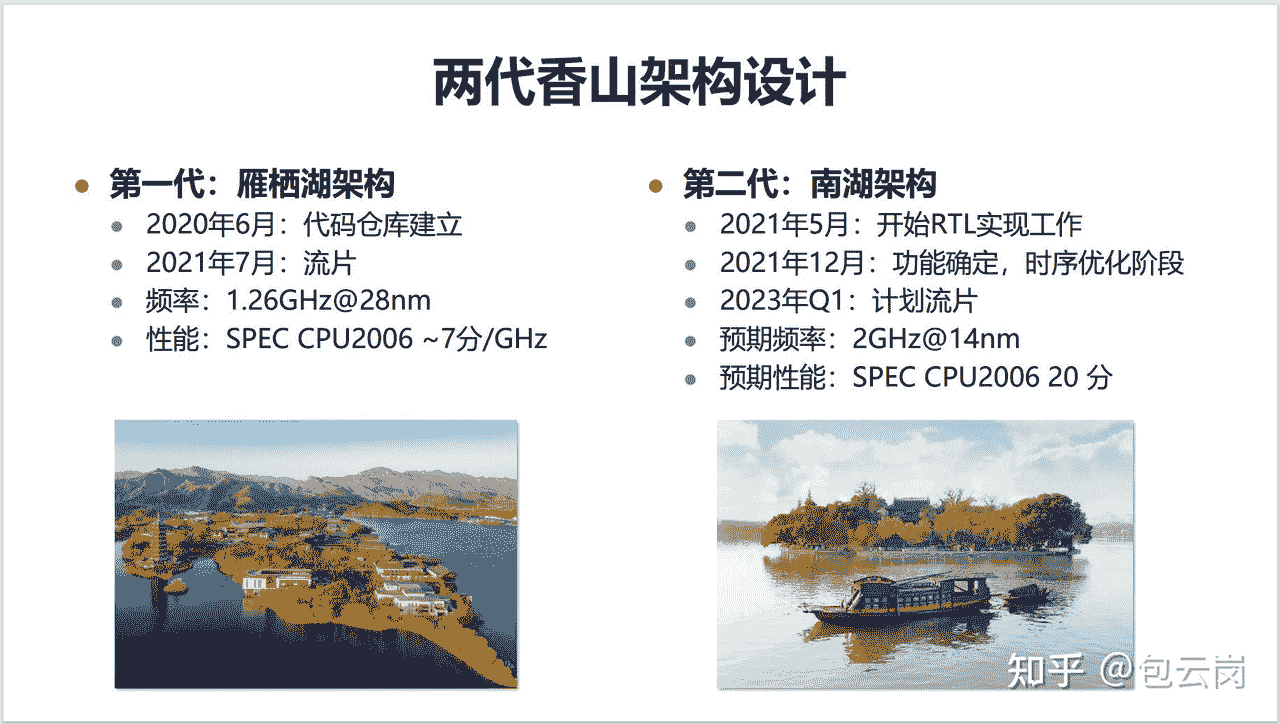 两代香山架构设计
第一代：雁栖湖架构
2020年6月：代码仓库建立
2021年7月：流片
频率：1.26GHz@28nm
性能：SPEC CPU2006 ~7分/GHz
第二代：南湖架构
2021年5月：开始RTL实现工作
2021年12月：功能确定，时序优化阶段
2023年Q1：计划流片
预期频率：2GHz@14nm
预期性能：SPEC CPU2006 20 分
知乎 @包云岗